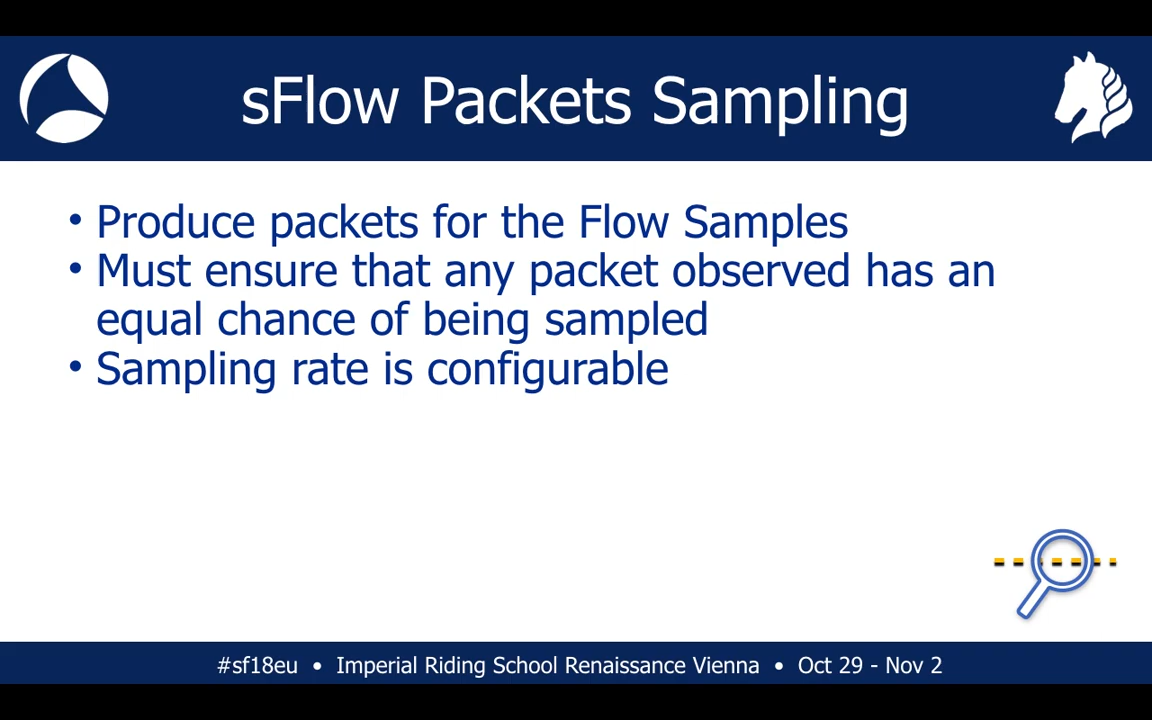 sFlow Packets Sampling
• Produce packets for the Flow Samples
• Must ensure that any packet observed has an
equal chance of being sampled
• Sampling rate is configurable
#sf18eu • Imperial Riding School Renaissance Vienna • Oct 29 - Nov 2